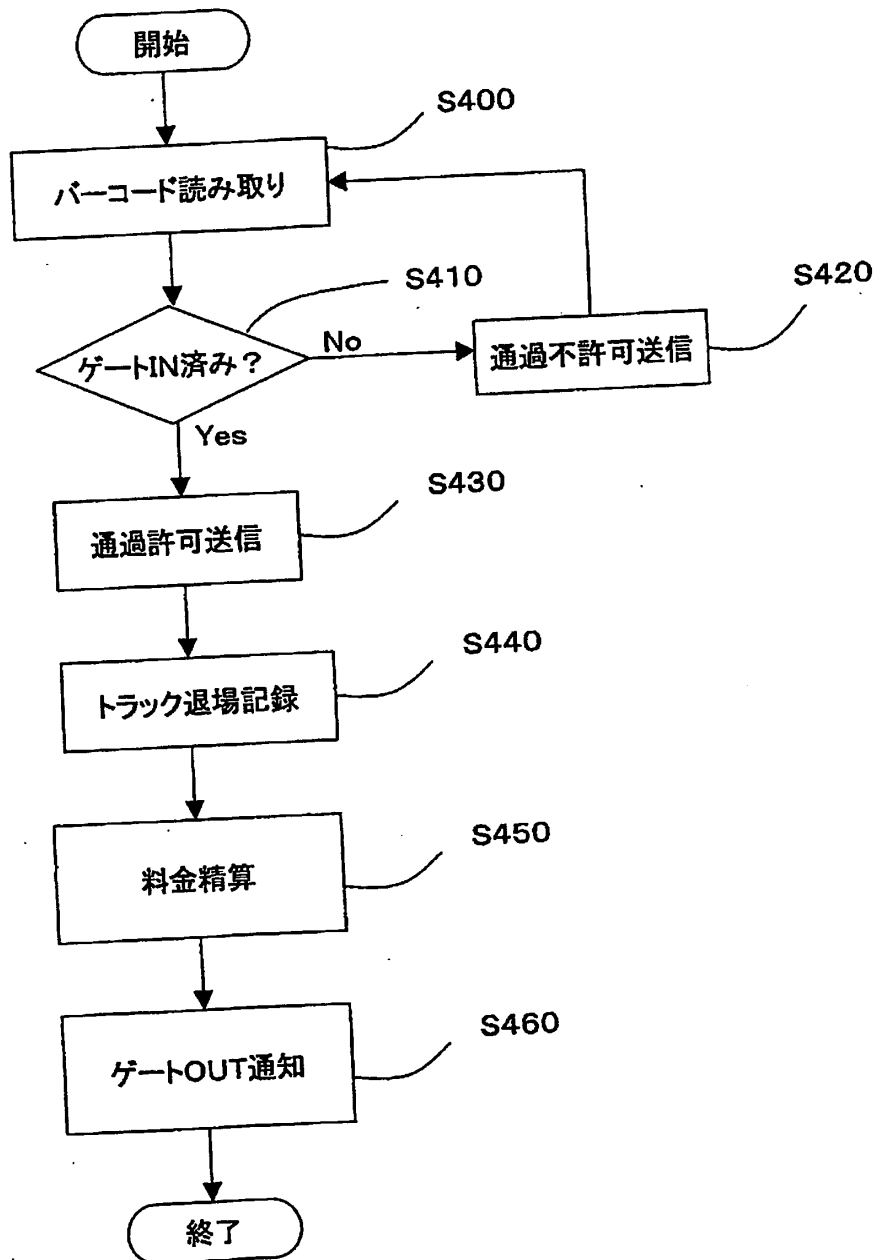 開始
S400
バーコード読み取り
S410
S420
ゲートIN済み?
No
通過不許可送信
Yes
S430
通過許可送信
S440
トラック退場記録
S450
料金精算
S460
ゲートOUT通知
終了